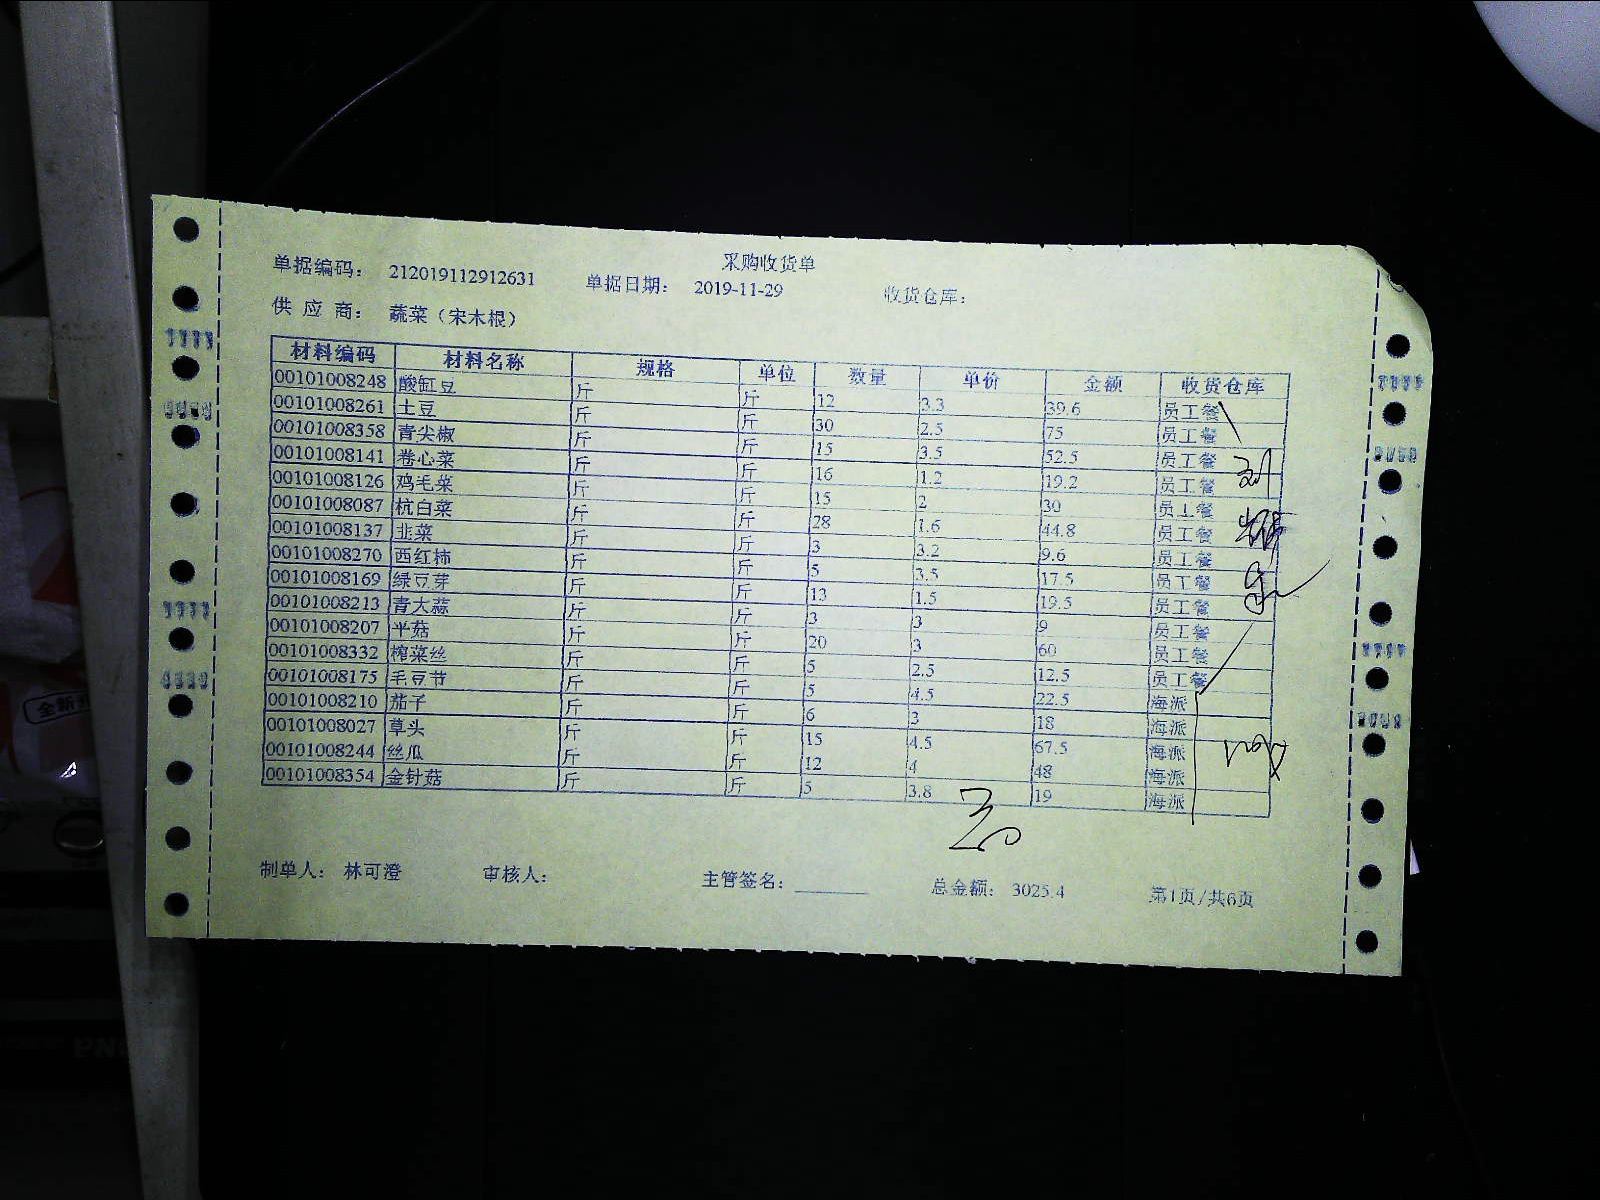 采购收货单
单据编码： 212019112912631 单据日期： 2019-11-29 收货仓库：
供 应 商： 蔬菜（宋木根）
材料编码 材料名称 规格 单位 数量 单价 金额 收货仓库
00101008248 酸缸豆 斤 斤 12 3.3 39.6 员工餐
00101008261 土豆 斤 斤 30 2.5 75 员工餐
00101008358 青尖椒 斤 斤 15 3.5 52.5 员工餐
00101008141 卷心菜 斤 斤 16 1.2 19.2 员工餐
00101008126 鸡毛菜 斤 斤 15 2 30 员工餐
00101008087 杭白菜 斤 斤 28 1.6 44.8 员工餐
00101008137 韭菜 斤 斤 3 3.2 9.6 员工餐
00101008270 西红柿 斤 斤 5 3.5 17.5 员工餐
00101008169 绿豆芽 斤 斤 13 1.5 19.5 员工餐
00101008213 青大蒜 斤 斤 3 3 9 员工餐
00101008207 平菇 斤 斤 20 3 60 员工餐
00101008332 榨菜丝 斤 斤 5 2.5 12.5 员工餐
00101008175 毛豆节 斤 斤 5 4.5 22.5 海派
00101008210 茄子 斤 斤 6 3 18 海派
00101008027 草头 斤 斤 15 4.5 67.5 海派
00101008244 丝瓜 斤 斤 12 4 48 海派
00101008354 金针菇 斤 斤 5 3.8 19 海派
制单人： 林可澄 审核人： 主管签名： 总金额： 3025.4 第1页/共6页